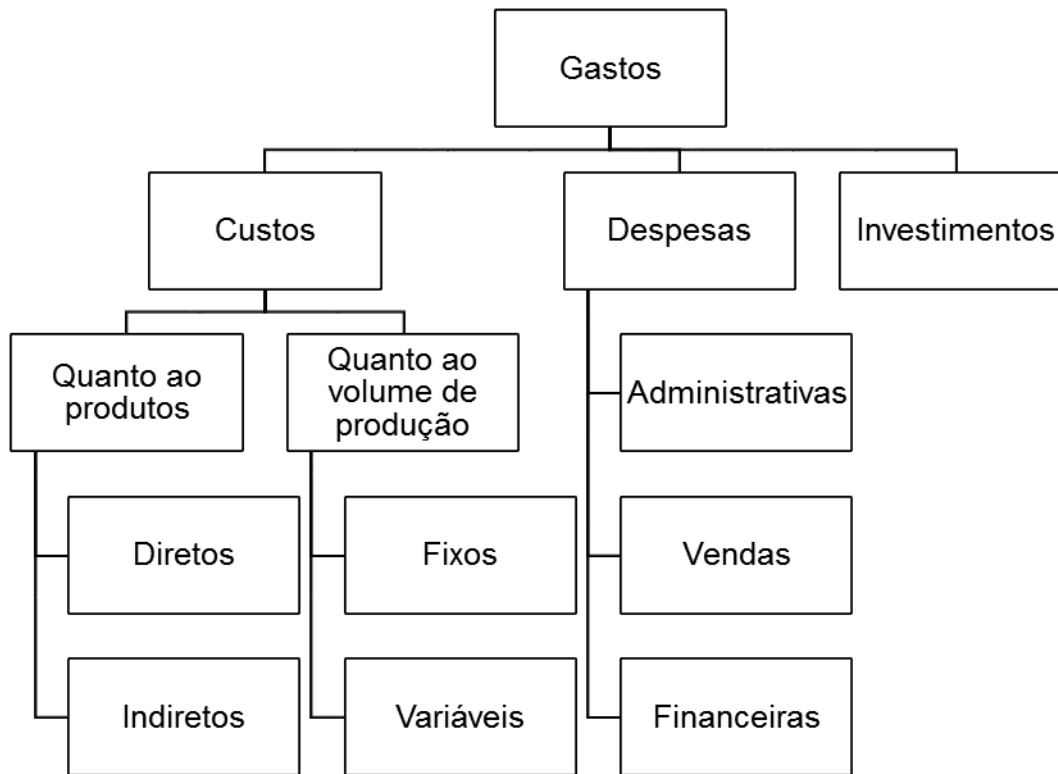 Gastos
Custos
Despesas
Investimentos
Quanto ao
produtos
Quanto ao
volume de
produção
Administrativas
Diretos
Fixos
Vendas
Indiretos
Variáveis
Financeiras